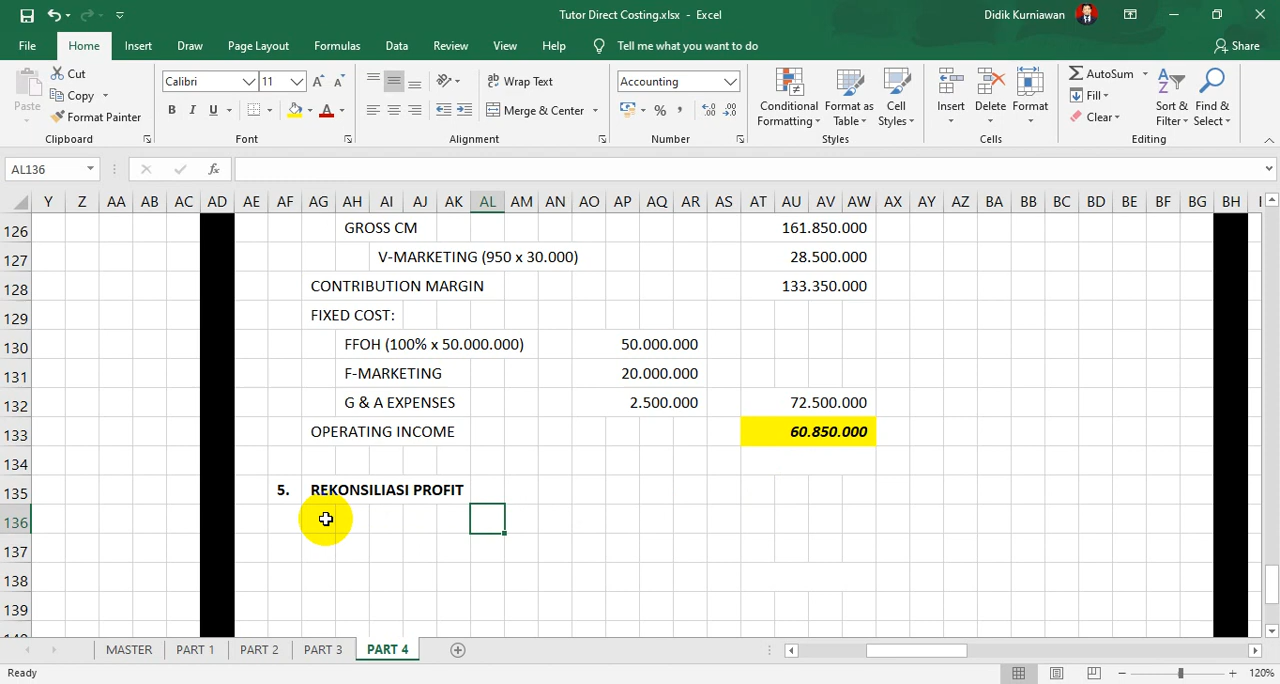 Tutor Direct Costing.xlsx - Excel
Didik Kurniawan
File Home Insert Draw Page Layout Formulas Data Review View Help Tell me what you want to do Share
Paste
Cut
Copy
Format Painter
Clipboard
Calibri 11
B I U
Font
Wrap Text
Merge & Center
Alignment
Accounting
Number
Conditional Formatting
Format as Table
Cell Styles
Styles
Insert Delete Format
Cells
AutoSum
Fill
Clear
Sort & Filter
Find & Select
Editing
AL136
fx
Y Z AA AB AC AD AE AF AG AH AI AJ AK AL AM AN AO AP AQ AR AS AT AU AV AW AX AY AZ BA BB BC BD BE BF BG BH
126 GROSS CM 161.850.000
127 V-MARKETING (950 x 30.000) 28.500.000
128 CONTRIBUTION MARGIN 133.350.000
129 FIXED COST:
130 FFOH (100% x 50.000.000) 50.000.000
131 F-MARKETING 20.000.000
132 G & A EXPENSES 2.500.000 72.500.000
133 OPERATING INCOME 60.850.000
134
135 5. REKONSILIASI PROFIT
136
137
138
139
MASTER PART 1 PART 2 PART 3 PART 4
Ready
120%